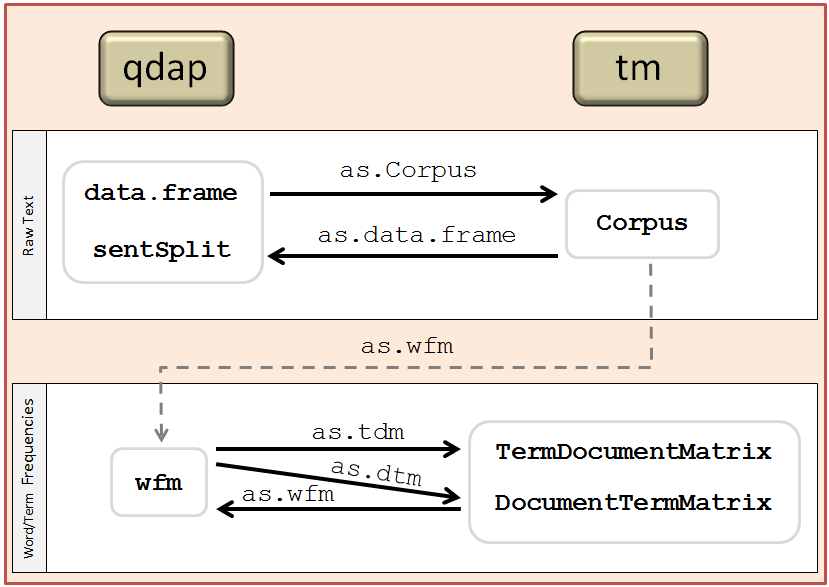 qdap
tm
Raw Text
data.frame
sentSplit
as.Corpus
as.data.frame
Corpus
as.wfm
Word/Term Frequencies
wfm
as.tdm
as.dtm
as.wfm
TermDocumentMatrix
DocumentTermMatrix